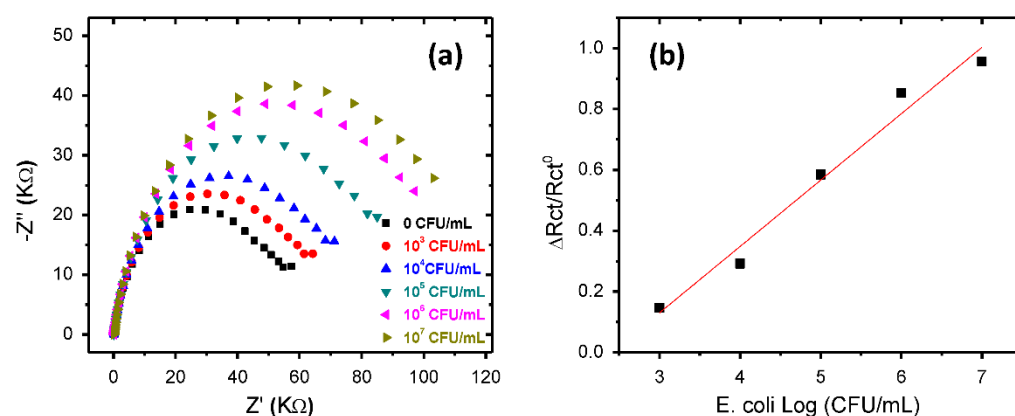 (a)
50
40
30
20
10
0
-Z'' (KΩ)
0 CFU/mL
10³ CFU/mL
10⁴CFU/mL
10⁵ CFU/mL
10⁶ CFU/mL
10⁷ CFU/mL
0 20 40 60 80 100 120
Z' (KΩ)
(b)
1.0
0.8
0.6
0.4
0.2
0.0
ΔRct/Rct⁰
3 4 5 6 7
E. coli Log (CFU/mL)